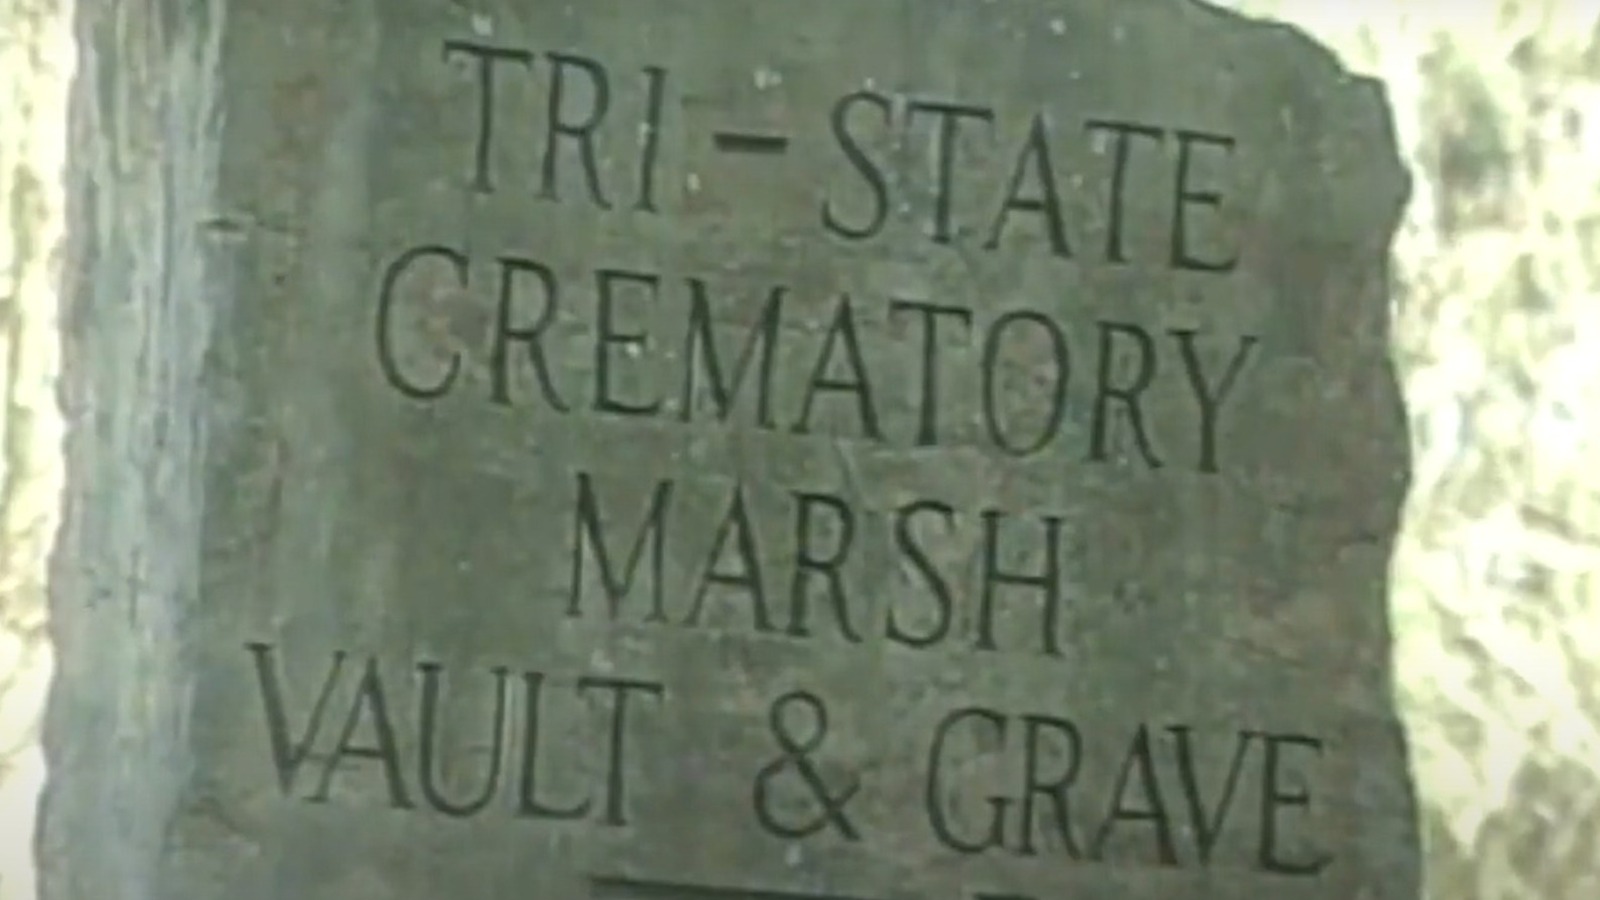 TRI-STATE
CREMATORY
MARSH
VAULT & GRAVE